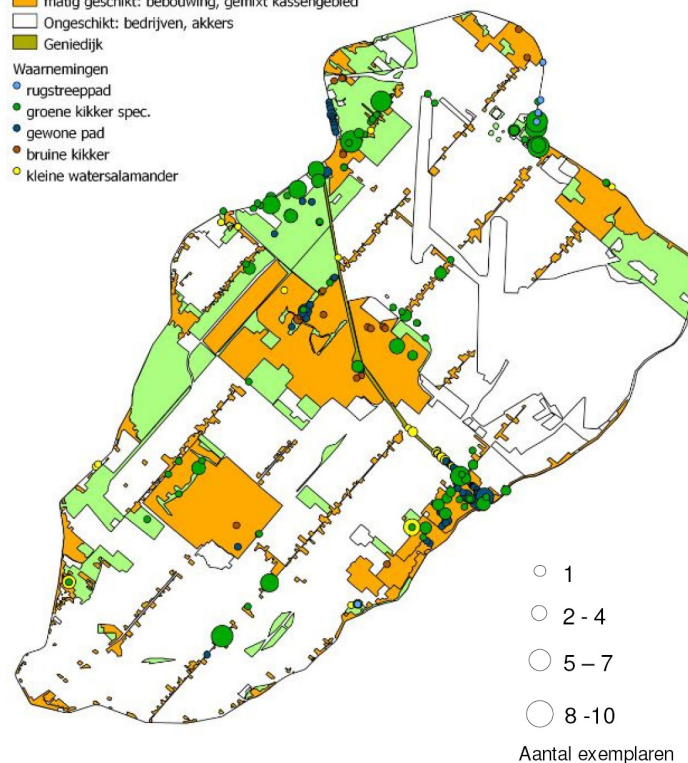 matig geschikt: bebouwing, gemixt kassengebied
Ongeschikt: bedrijven, akkers
Geniedijk
Waarnemingen
rugstreeppad
groene kikker spec.
gewone pad
bruine kikker
kleine watersalamander
1
2 - 4
5 – 7
8 -10
Aantal exemplaren